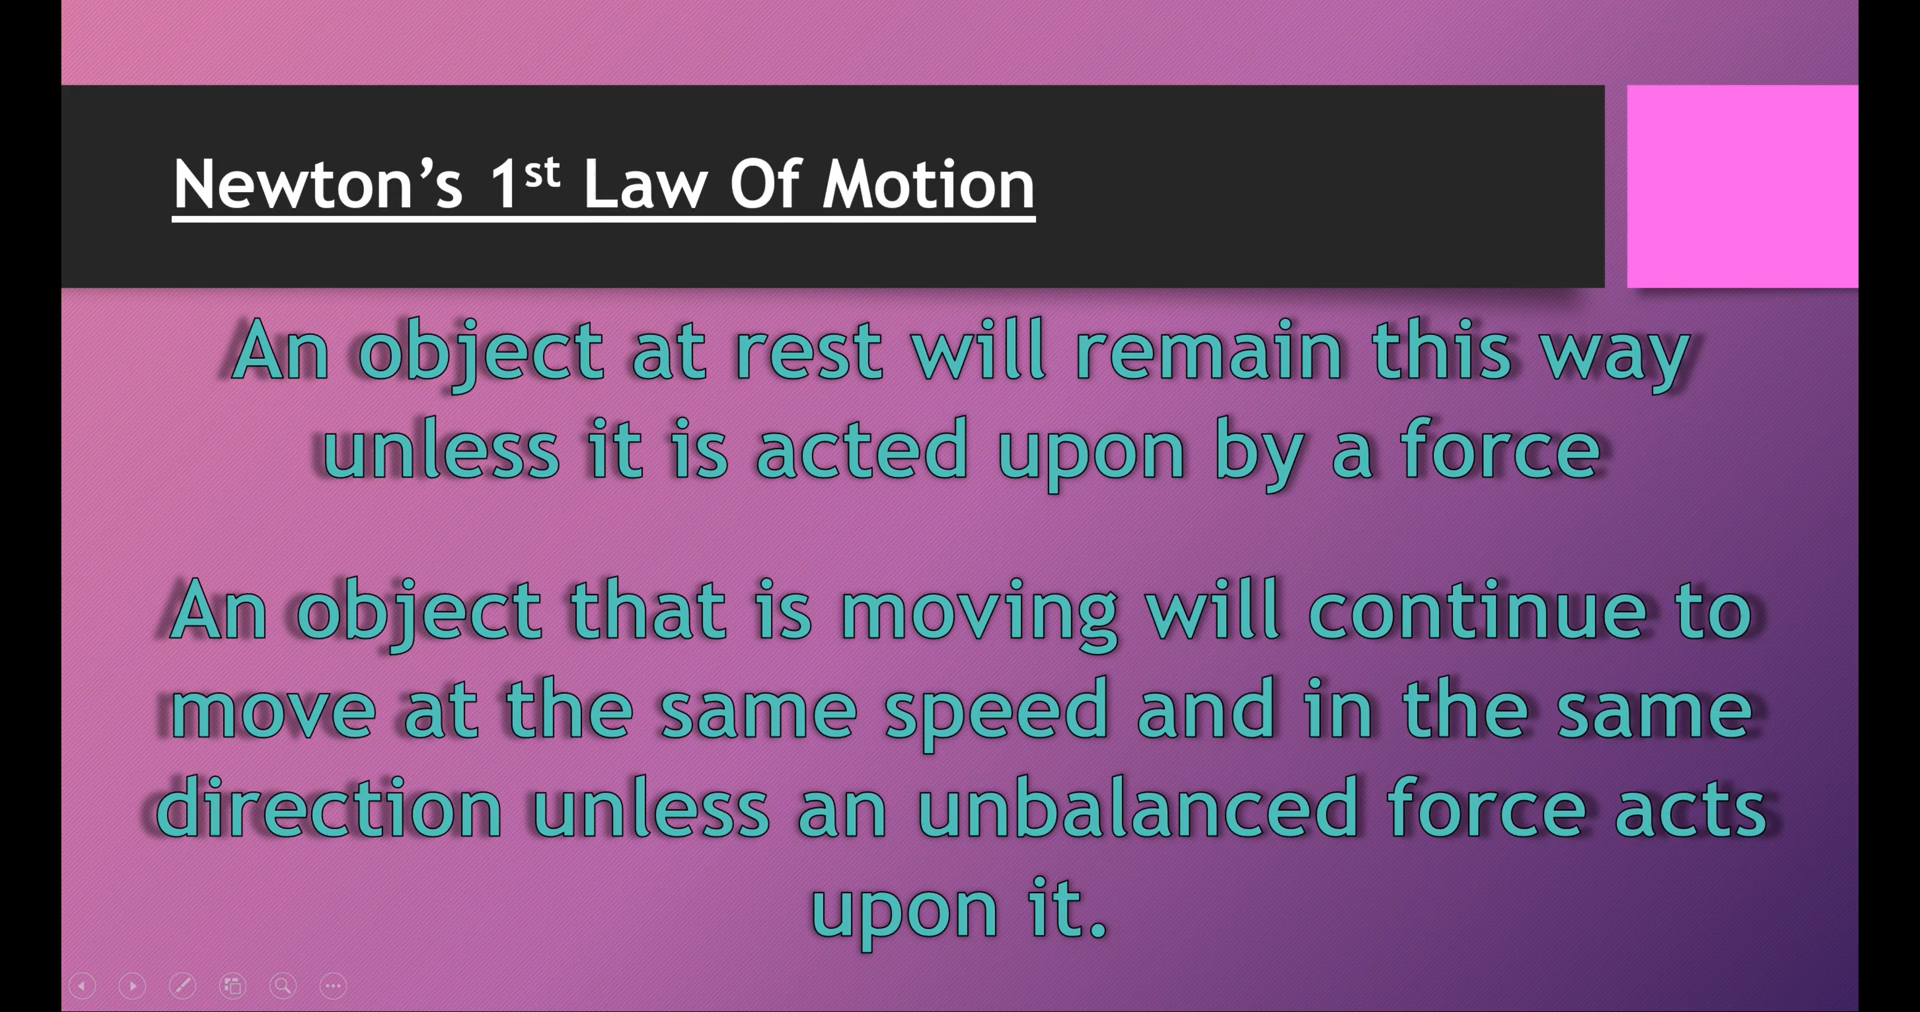 Newton’s 1st Law Of Motion
An object at rest will remain this way
unless it is acted upon by a force
An object that is moving will continue to
move at the same speed and in the same
direction unless an unbalanced force acts
upon it.